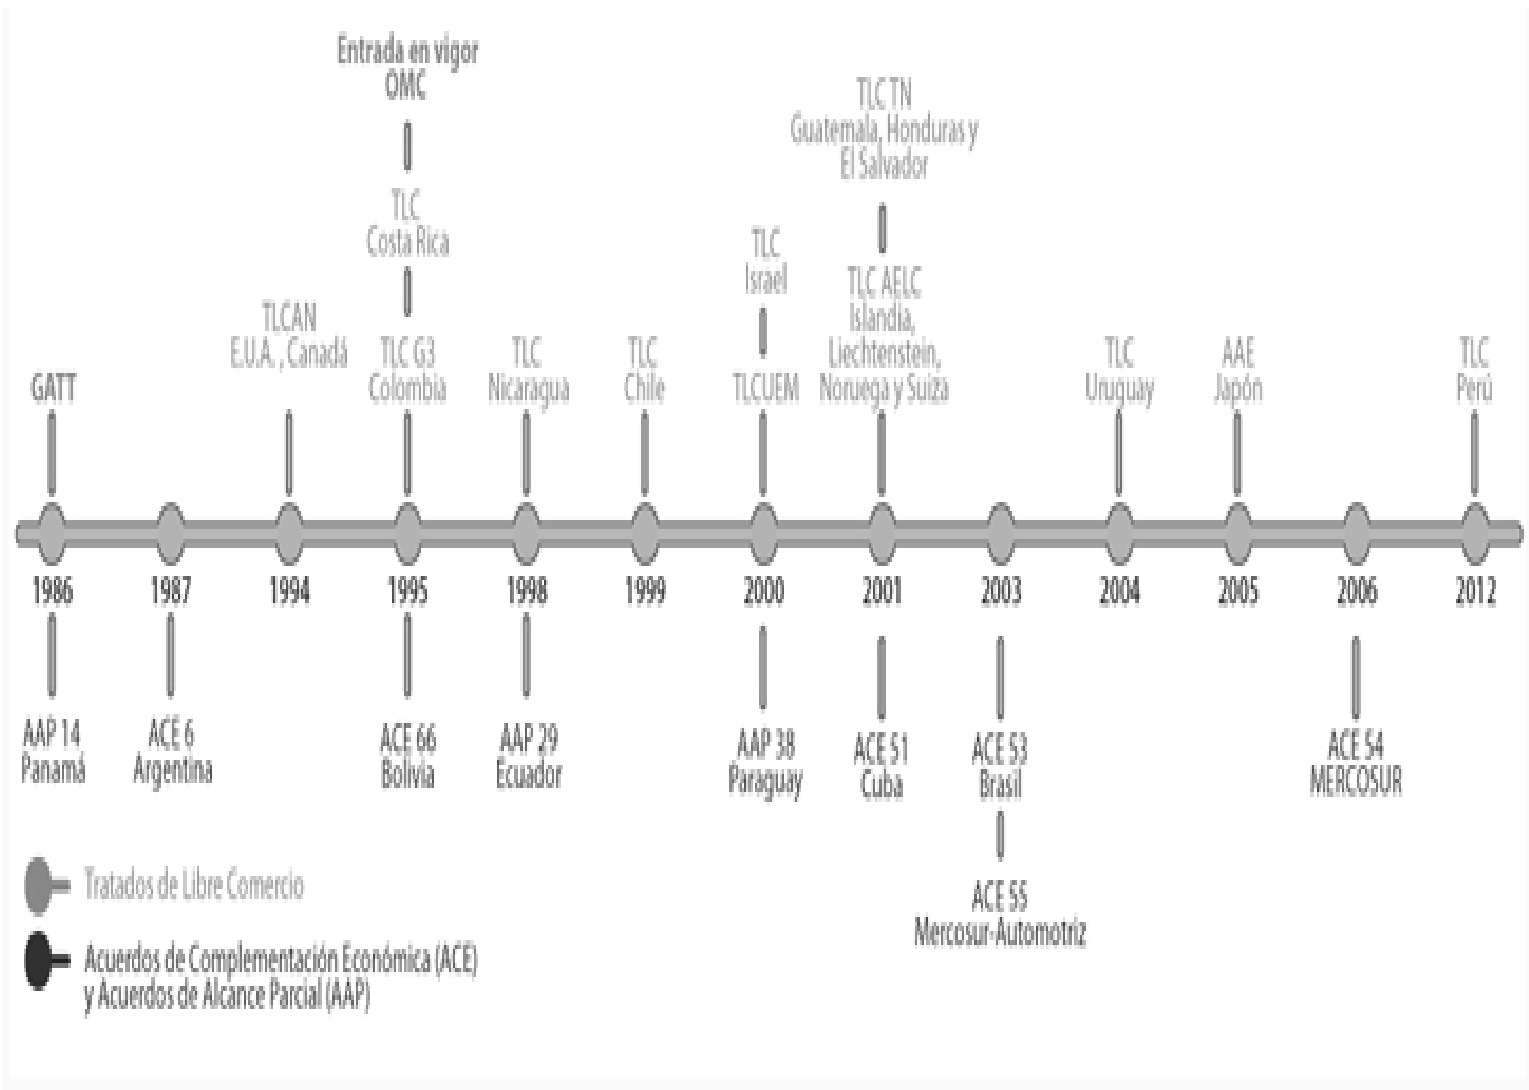 Entrada en vigor
OMC
TLC
Costa Rica
TLC TN
Guatemala, Honduras y
El Salvador
TLC
Israel
TLC AELC
Islandia,
Liechtenstein,
Noruega y Suiza
GATT
TLCAN
E.U.A. , Canadá
TLC G3
Colombia
TLC
Nicaragua
TLC
Chile
TLCUEM
TLC
Uruguay
AAE
Japón
TLC
Perú
1986
1987
1994
1995
1998
1999
2000
2001
2003
2004
2005
2006
2012
AAP 14
Panamá
ACE 6
Argentina
ACE 66
Bolivia
AAP 29
Ecuador
AAP 38
Paraguay
ACE 51
Cuba
ACE 53
Brasil
ACE 55
Mercosur-Automotriz
ACE 54
MERCOSUR
Tratados de Libre Comercio
Acuerdos de Complementación Económica (ACE)
y Acuerdos de Alcance Parcial (AAP)